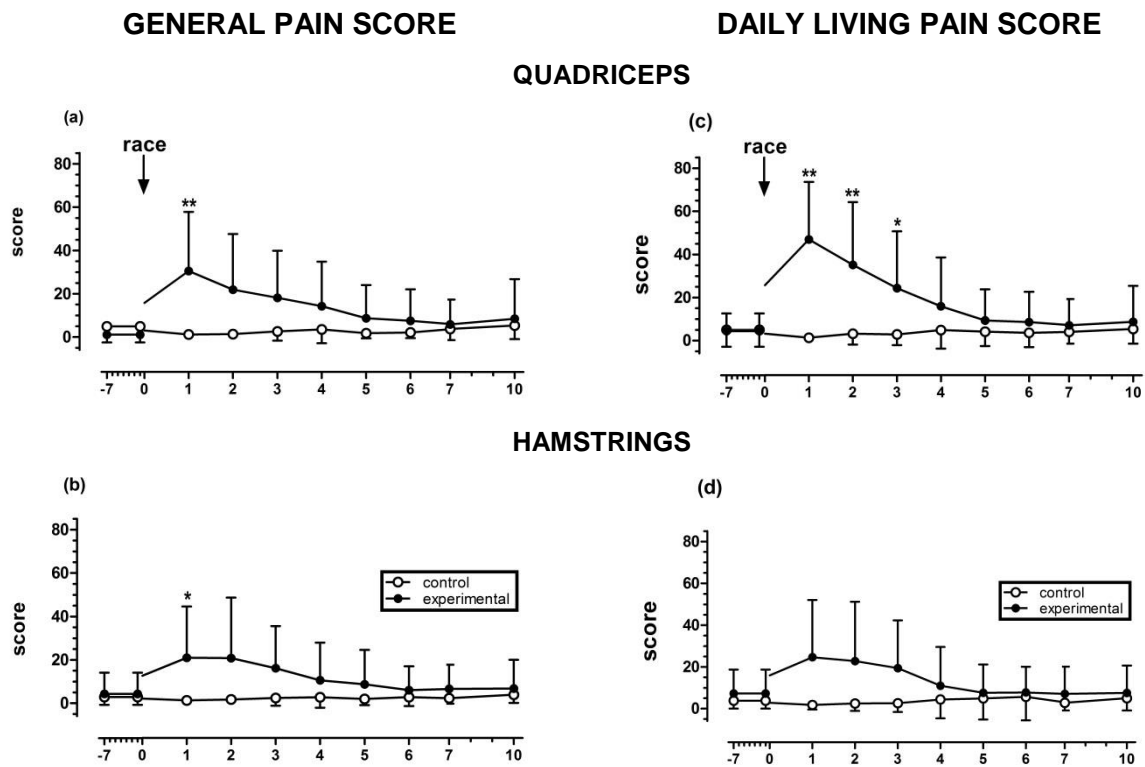 GENERAL PAIN SCORE
DAILY LIVING PAIN SCORE
QUADRICEPS
(a)
race
80
60
40
20
0
score
**
-7 0 1 2 3 4 5 6 7 10
(c)
race
80
60
40
20
0
score
** ** *
-7 0 1 2 3 4 5 6 7 10
HAMSTRINGS
(b)
80
60
40
20
0
score
*
control
experimental
-7 0 1 2 3 4 5 6 7 10
(d)
80
60
40
20
0
score
control
experimental
-7 0 1 2 3 4 5 6 7 10